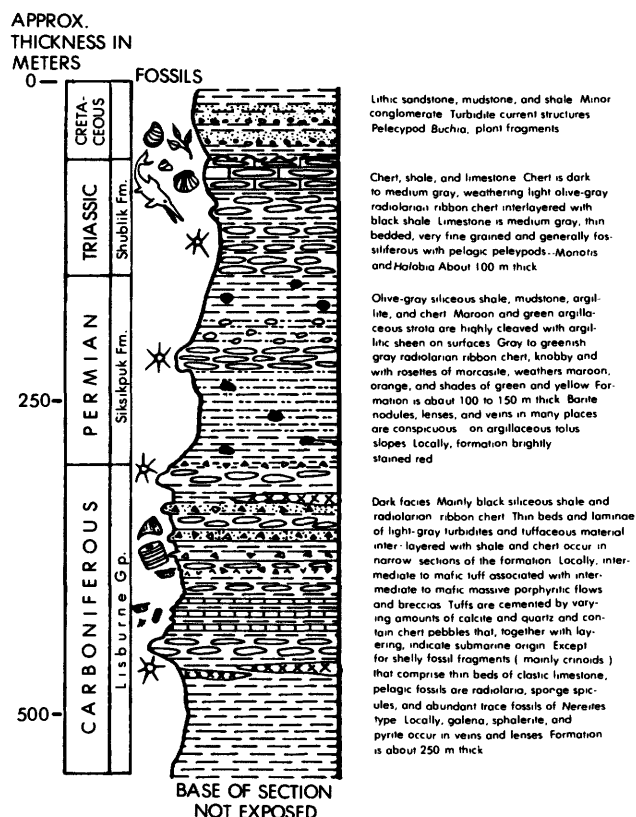 APPROX.
THICKNESS IN
METERS
0
FOSSILS
CRETA-
CEOUS
Lithic sandstone, mudstone, and shale Minor
conglomerate Turbidite current structures
Pelecypod Buchia, plant fragments
TRIASSIC
Shublik Fm.
Chert, shale, and limestone Chert is dark
to medium gray, weathering light olive-gray
radiolarian ribbon chert interlayered with
black shale Limestone is medium gray, thin
bedded, very fine grained and generally fos-
siliferous with pelagic peleypods--Monotis
and Halobia About 100 m thick
PERMIAN
Siksikpuk Fm.
250
Olive-gray siliceous shale, mudstone, argil-
lite, and chert Maroon and green argilla-
ceous strata are highly cleaved with argil-
litic sheen on surfaces Gray to greenish
gray radiolarian ribbon chert, knobby and
with rosettes of marcasite, weathers maroon,
orange, and shades of green and yellow For-
mation is about 100 to 150 m thick Barite
nodules, lenses, and veins in many places
are conspicuous on argillaceous talus
slopes Locally, formation brightly
stained red
CARBONIFEROUS
Lisburne Gp.
500
Dark facies Mainly black siliceous shale and
radiolarian ribbon chert Thin beds and laminae
of light-gray turbidites and tuffaceous material
inter-layered with shale and chert occur in
narrow sections of the formation Locally, inter-
mediate to mafic tuff associated with inter-
mediate to mafic massive porphyritic flows
and breccias Tuffs are cemented by vary-
ing amounts of calcite and quartz and con-
tain chert pebbles that, together with lay-
ering, indicate submarine origin Except
for shelly fossil fragments ( mainly crinoids )
that comprise thin beds of clastic limestone,
pelagic fossils are radiolaria, sponge spic-
ules, and abundant trace fossils of Nereites
type Locally, galena, sphalerite, and
pyrite occur in veins and lenses Formation
is about 250 m thick
BASE OF SECTION
NOT EXPOSED